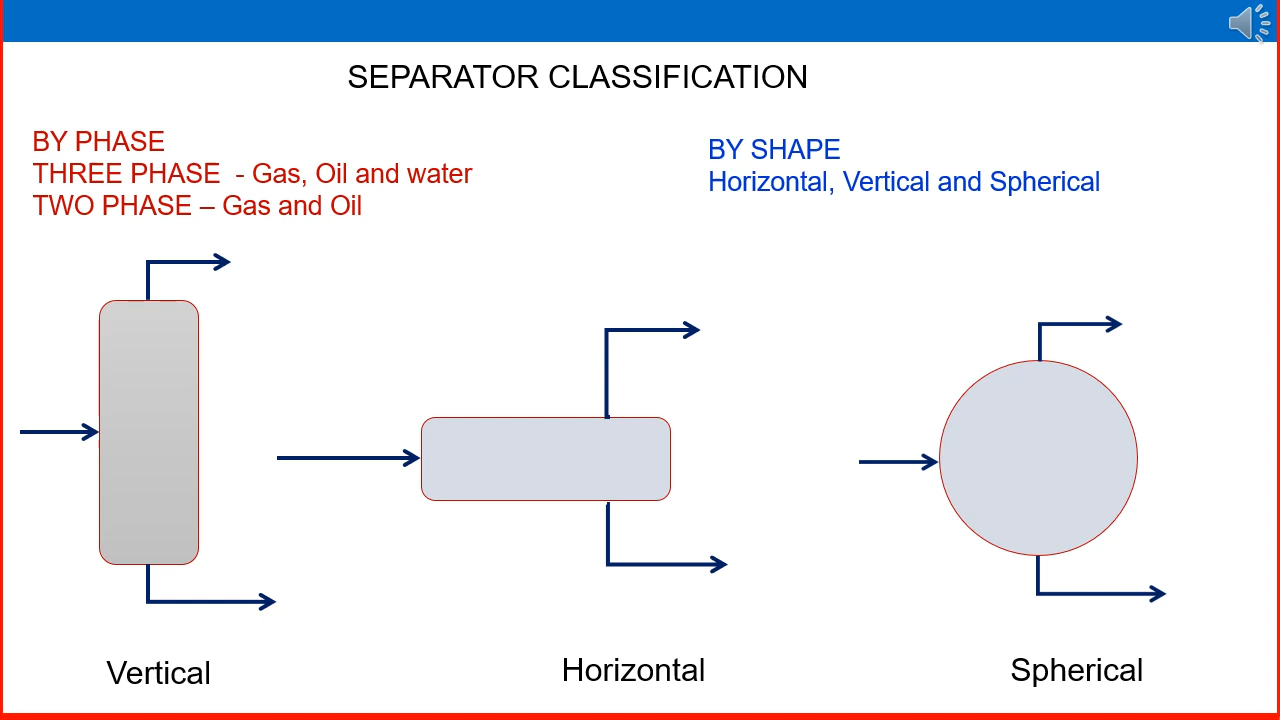 SEPARATOR CLASSIFICATION
BY PHASE
THREE PHASE - Gas, Oil and water
TWO PHASE – Gas and Oil
BY SHAPE
Horizontal, Vertical and Spherical
Vertical
Horizontal
Spherical